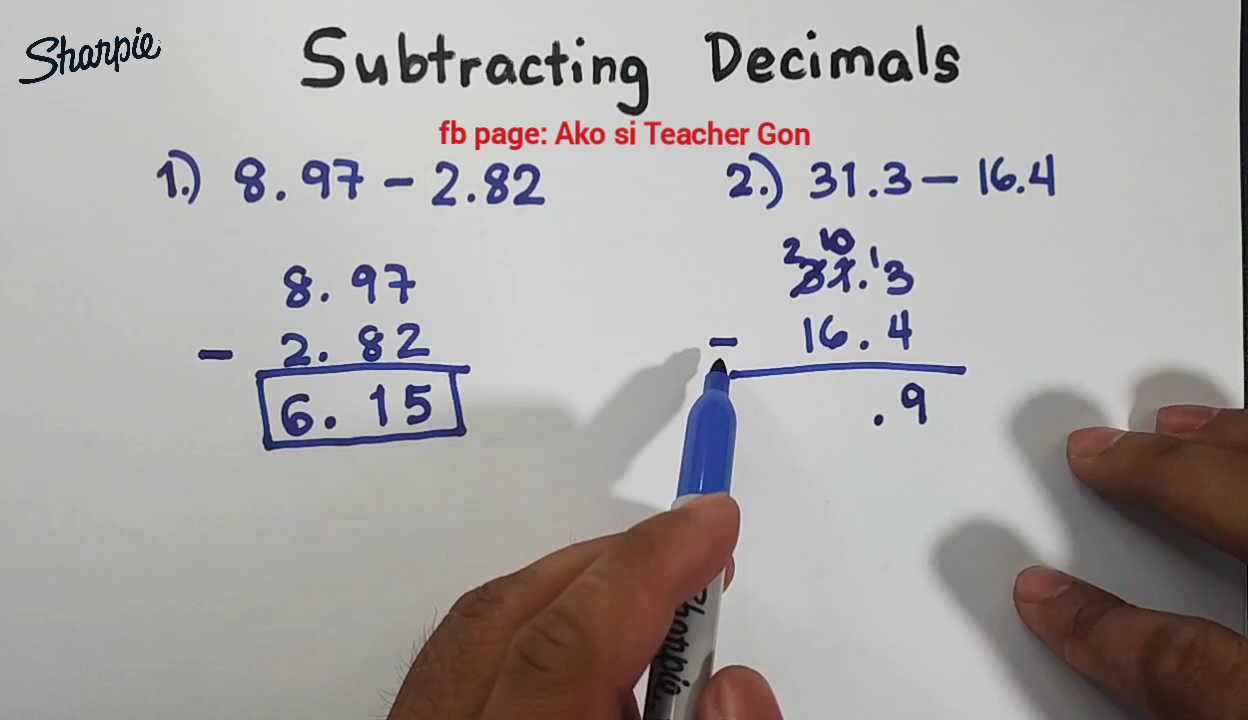 Sharpie
Subtracting Decimals
fb page: Ako si Teacher Gon
1.) 8.97 - 2.82
8.97
- 2.82
6.15
2.) 31.3 - 16.4
2 10 1
31.3
- 16.4
.9
Sharpie